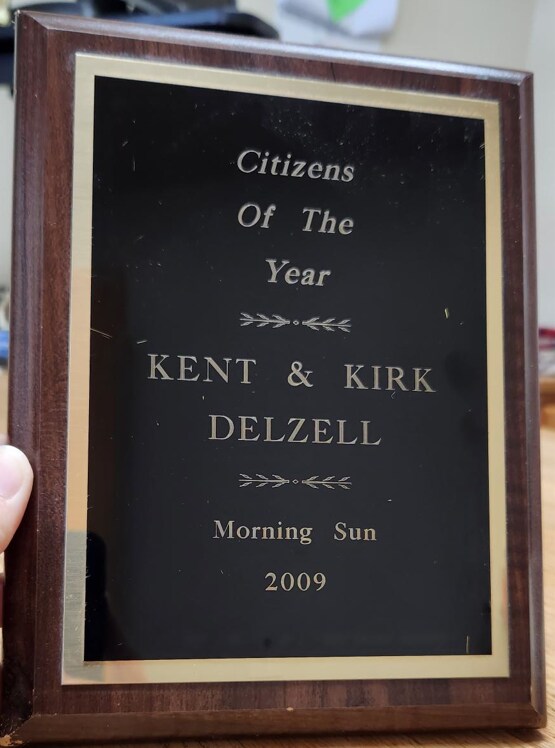 Citizens
Of The
Year
KENT & KIRK
DELZELL
Morning Sun
2009